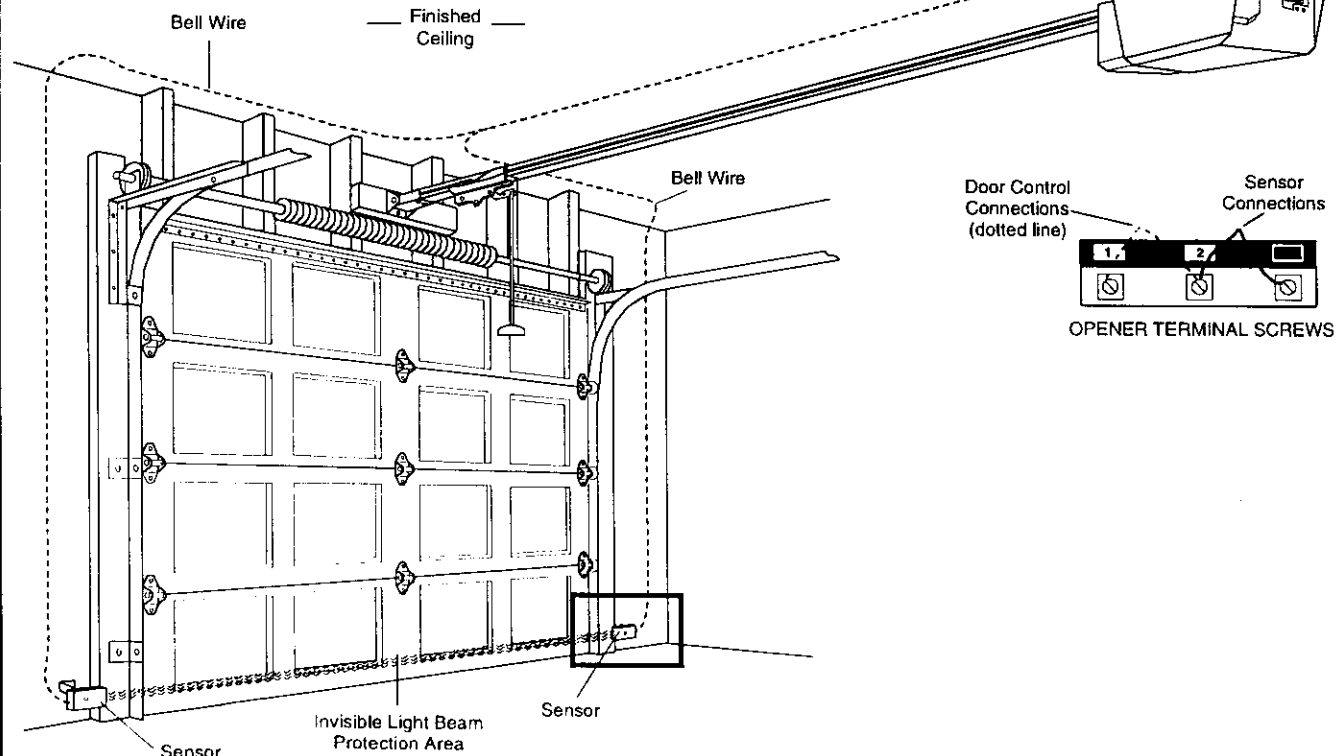 Bell Wire
Finished
Ceiling
Bell Wire
Door Control
Connections
(dotted line)
Sensor
Connections
1
2
OPENER TERMINAL SCREWS
Sensor
Invisible Light Beam
Protection Area
Sensor